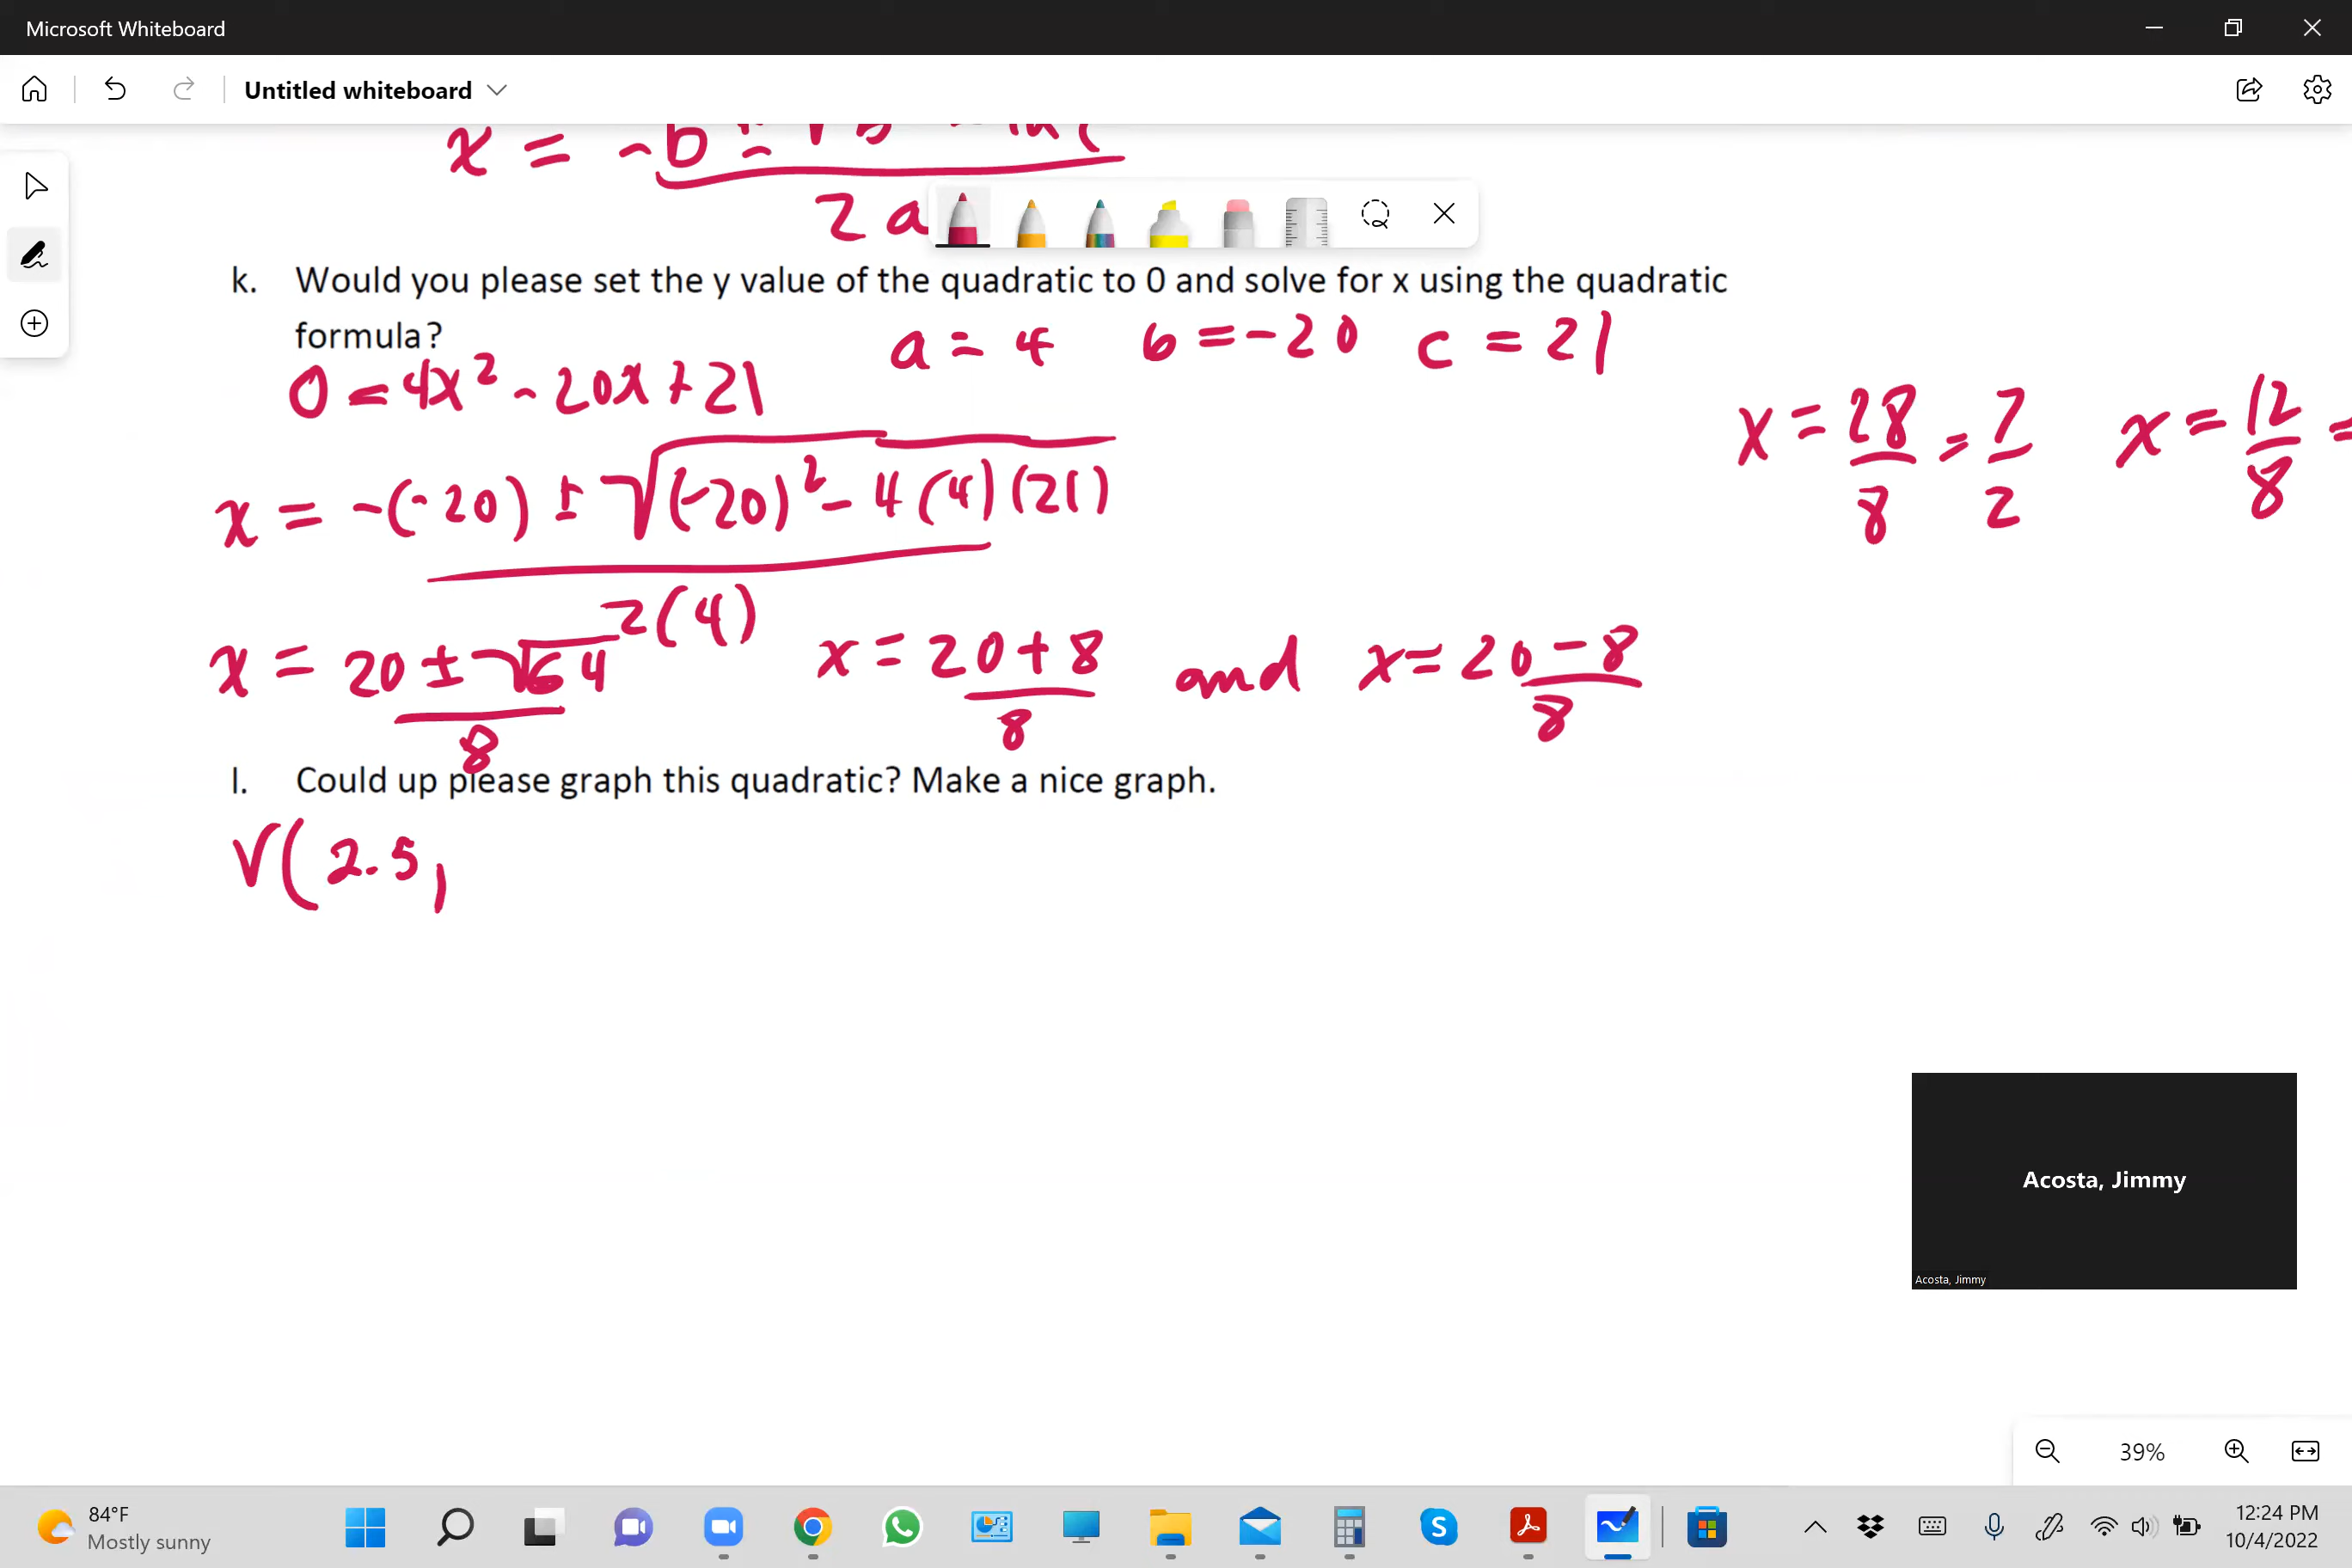 Microsoft Whiteboard
Untitled whiteboard
x = -b ±
2a
k. Would you please set the y value of the quadratic to 0 and solve for x using the quadratic
formula?
a = 4 b = -20 c = 21
0 = 4x² - 20x + 21
x = 28/8 = 7/2 x = 12/8 =
x = -(-20) ± √(-20)² - 4(4)(21)
2(4)
x = 20 ± √64 x = 20 + 8 and x = 20 - 8
8 8 8
l. Could up please graph this quadratic? Make a nice graph.
V(2.5,
Acosta, Jimmy
Acosta, Jimmy
39%
84°F
Mostly sunny
12:24 PM
10/4/2022